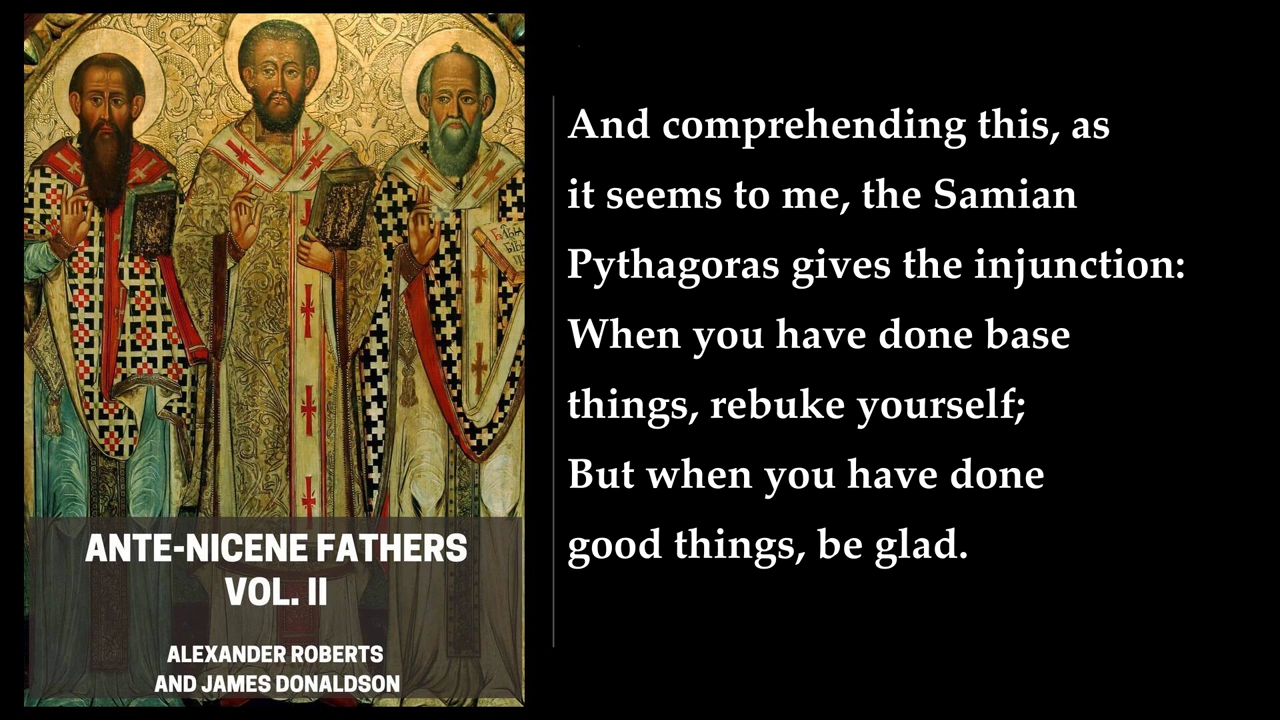 ANTE-NICENE FATHERS
VOL. II
ALEXANDER ROBERTS
AND JAMES DONALDSON
And comprehending this, as
it seems to me, the Samian
Pythagoras gives the injunction:
When you have done base
things, rebuke yourself;
But when you have done
good things, be glad.